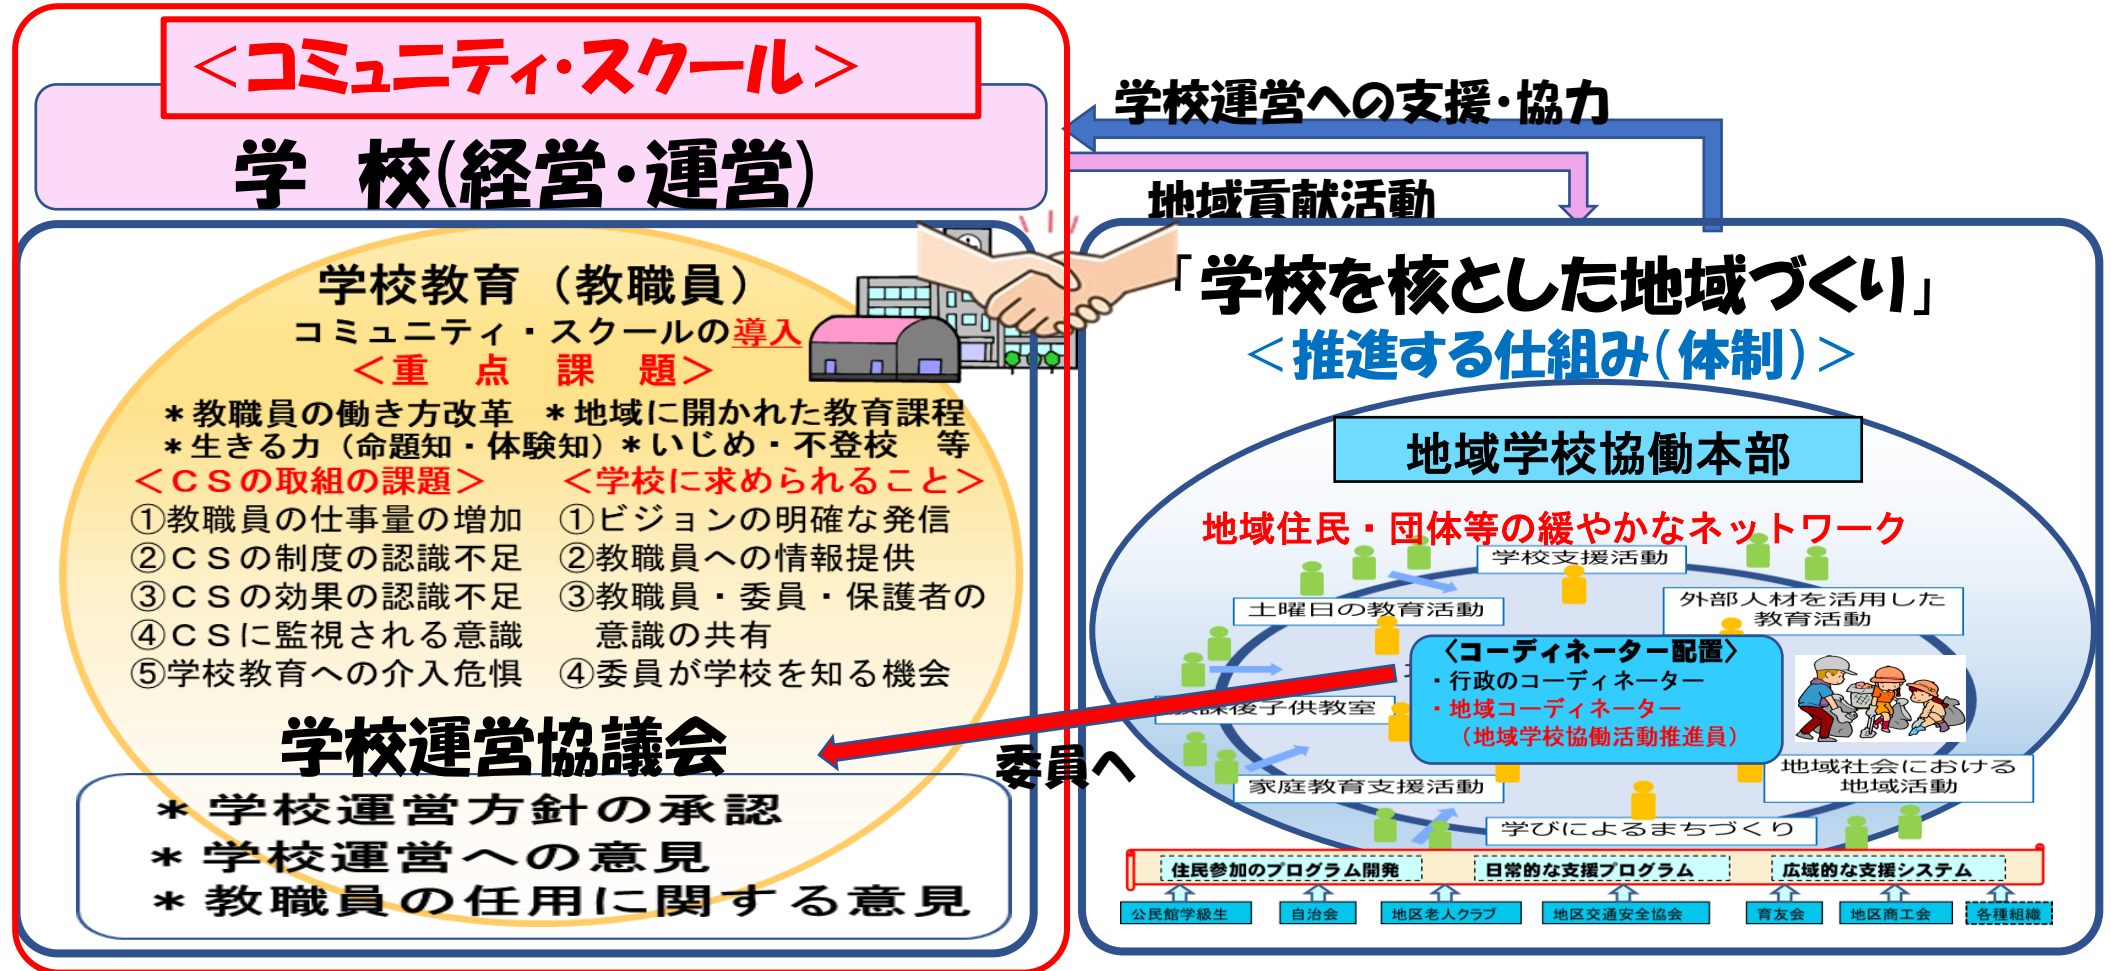 ＜コミュニティ・スクール＞
学　校(経営・運営)
学校運営への支援・協力
地域貢献活動
学校教育（教職員）
コミュニティ・スクールの導入
＜重　点　課　題＞
＊教職員の働き方改革　＊地域に開かれた教育課程
＊生きる力（命題知・体験知）＊いじめ・不登校　等
＜ＣＳの取組の課題＞
①教職員の仕事量の増加
②ＣＳの制度の認識不足
③ＣＳの効果の認識不足
④ＣＳに監視される意識
⑤学校教育への介入危惧
＜学校に求められること＞
①ビジョンの明確な発信
②教職員への情報提供
③教職員・委員・保護者の
意識の共有
④委員が学校を知る機会
学校運営協議会
＊学校運営方針の承認
＊学校運営への意見
＊教職員の任用に関する意見
委員へ
「学校を核とした地域づくり」
＜推進する仕組み(体制)＞
地域学校協働本部
地域住民・団体等の緩やかなネットワーク
学校支援活動
土曜日の教育活動
外部人材を活用した
教育活動
〈コーディネーター配置〉
・行政のコーディネーター
・地域コーディネーター
（地域学校協働活動推進員）
課後子供教室
家庭教育支援活動
地域社会における
地域活動
学びによるまちづくり
住民参加のプログラム開発
日常的な支援プログラム
広域的な支援システム
公民館学級生
自治会
地区老人クラブ
地区交通安全協会
育友会
地区商工会
各種組織